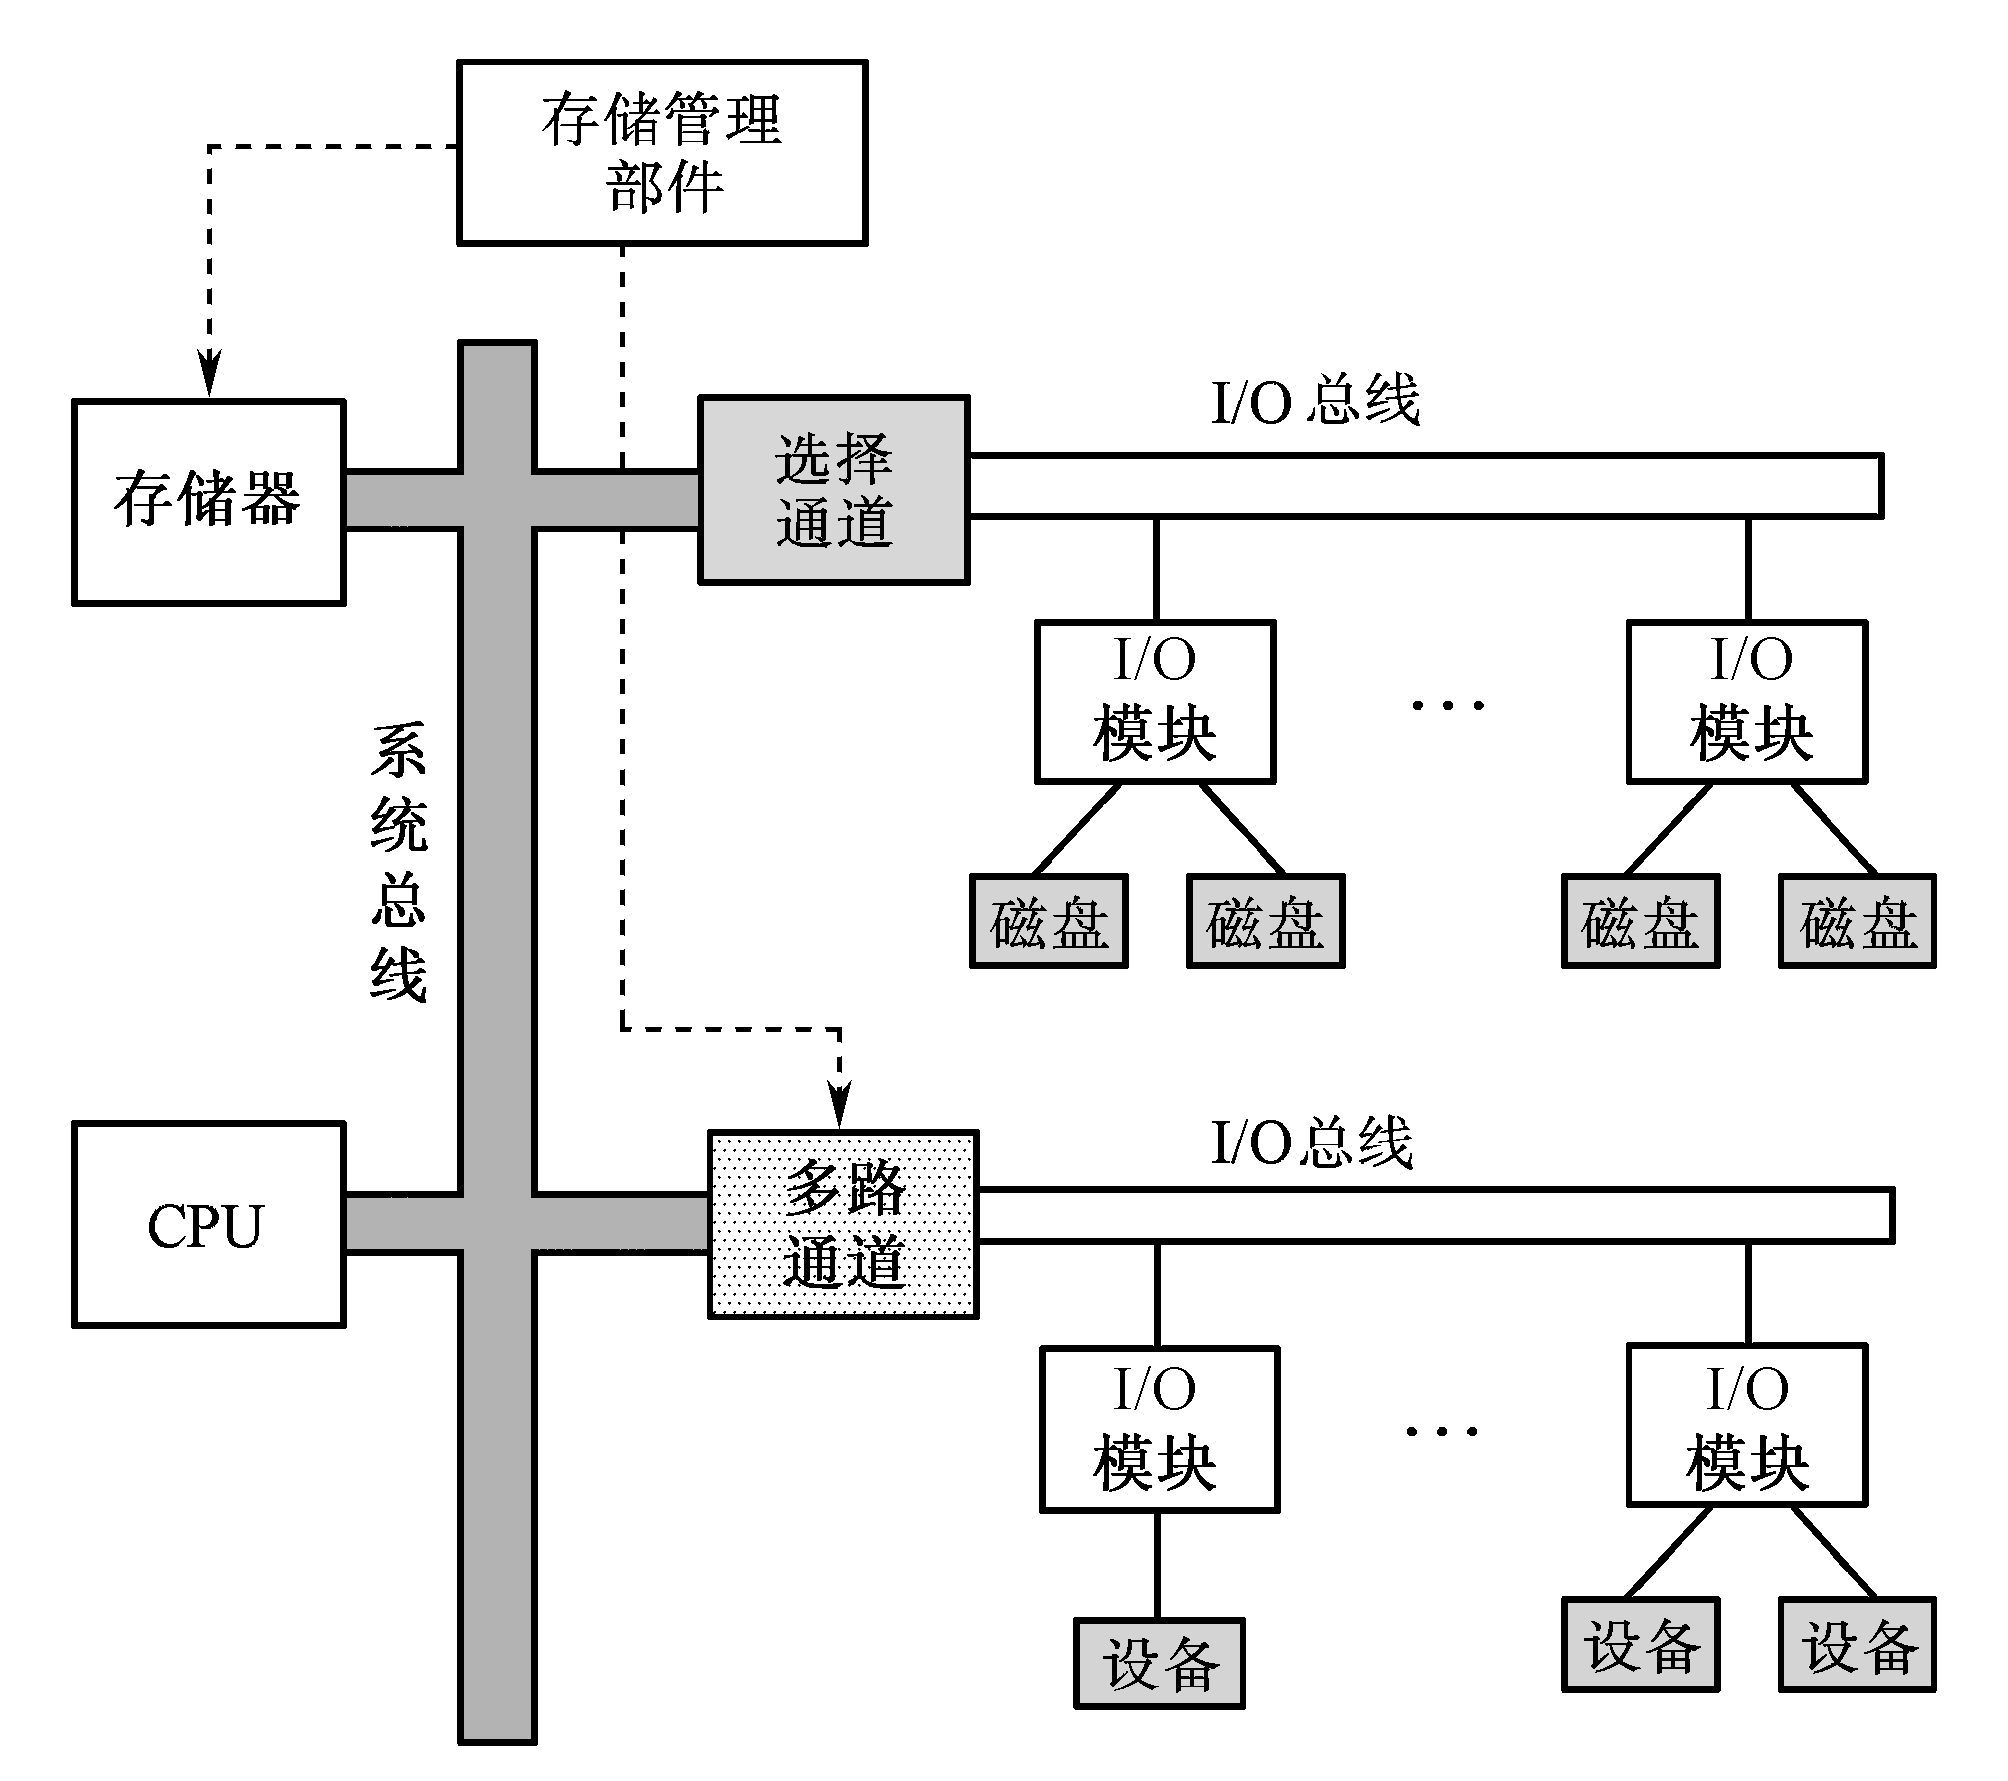 存储管理
部件
I/O 总线
选择
通道
存储器
I/O
模块
…
I/O
模块
系
统
总
线
磁盘
磁盘
磁盘
磁盘
I/O 总线
多路
通道
CPU
I/O
模块
…
I/O
模块
设备
设备
设备